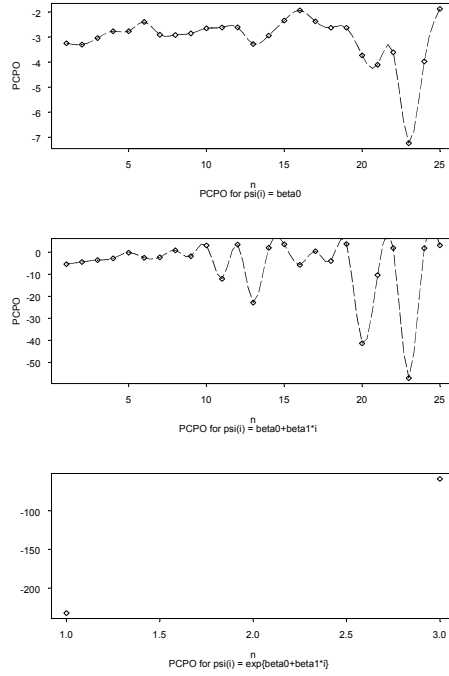 -2
-3
-4
-5
-6
-7
PCPO
5 10 15 20 25
n
PCPO for psi(i) = beta0
0
-10
-20
-30
-40
-50
PCPO
5 10 15 20 25
n
PCPO for psi(i) = beta0+beta1*i
-100
-150
-200
1.0 1.5 2.0 2.5 3.0
n
PCPO for psi(i) = exp{beta0+beta1*i}